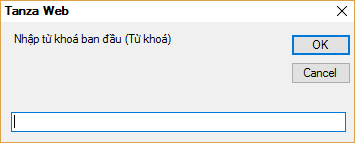 Tanza Web
Nhập từ khoá ban đầu (Từ khoá)
OK
Cancel